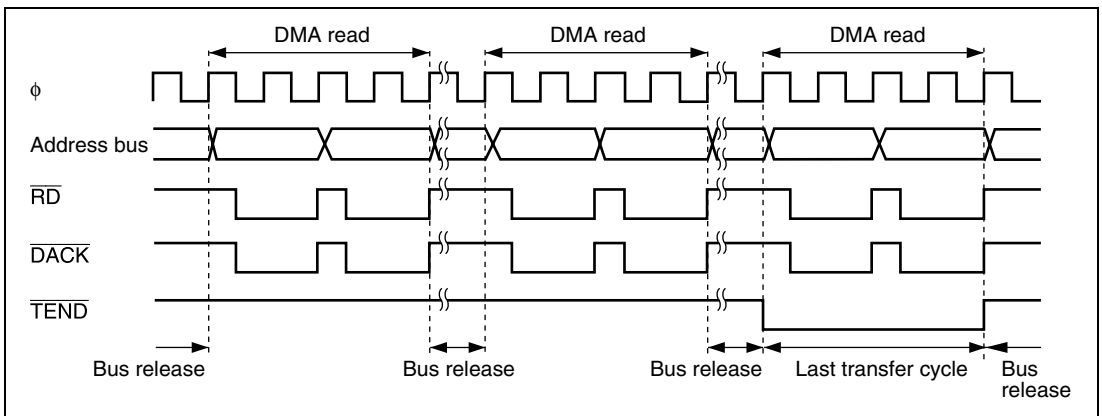 DMA read DMA read DMA read
ϕ
Address bus
RD
DACK
TEND
Bus release Bus release Bus release Last transfer cycle Bus
release